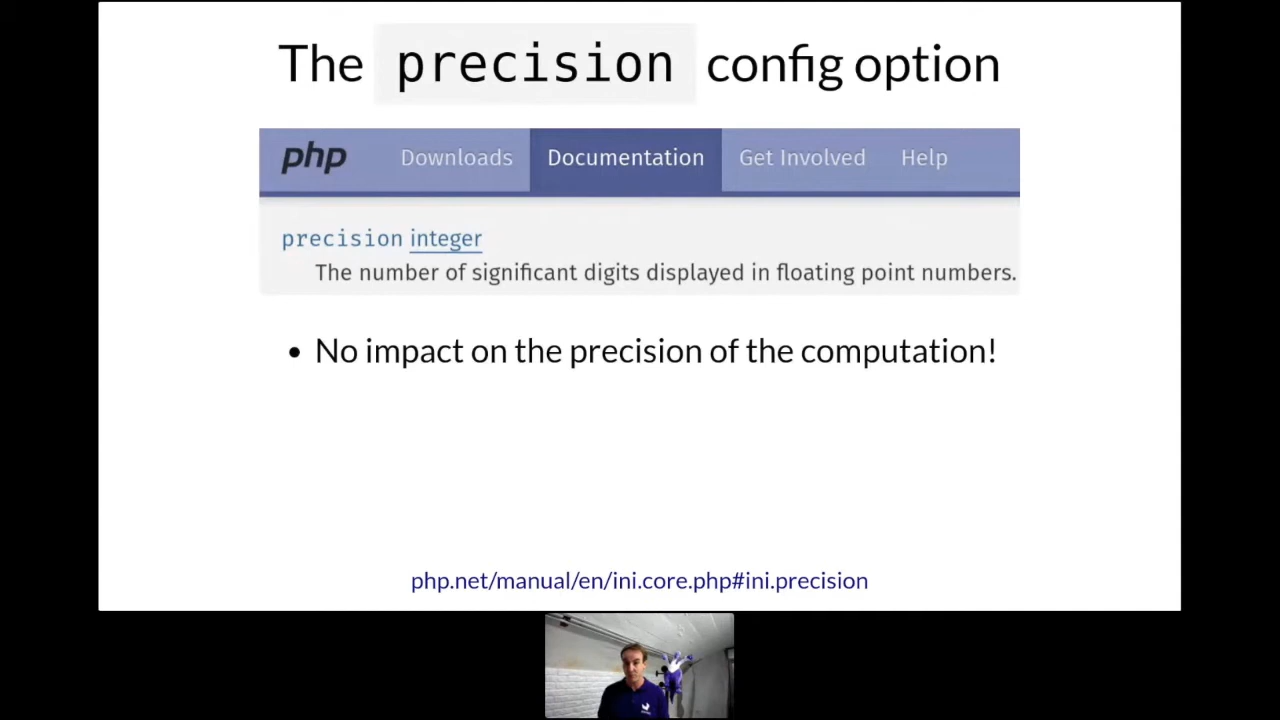 The precision config option
php Downloads Documentation Get Involved Help
precision integer
The number of significant digits displayed in floating point numbers.
• No impact on the precision of the computation!
php.net/manual/en/ini.core.php#ini.precision